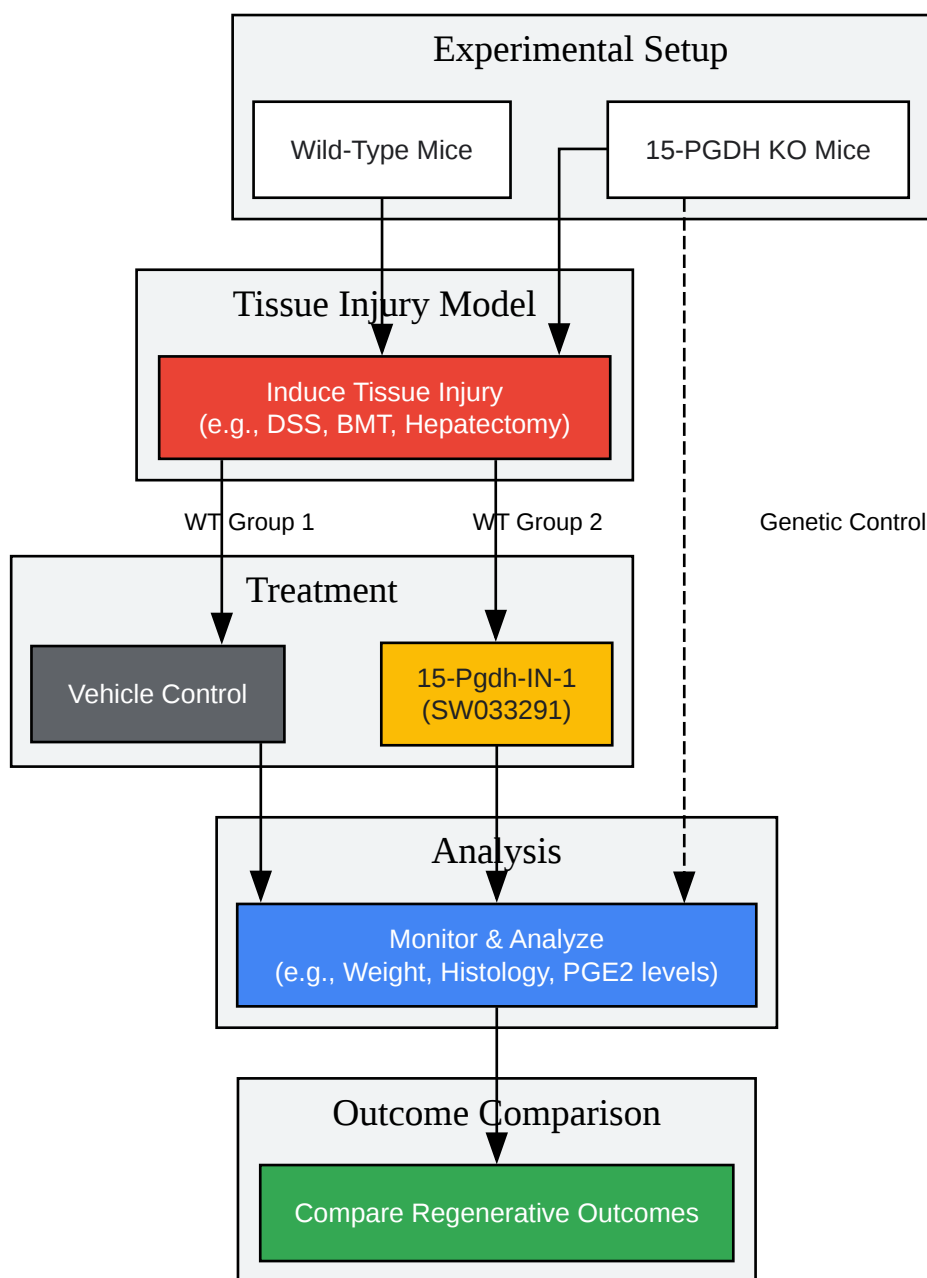 Experimental Setup
Wild-Type Mice
15-PGDH KO Mice
Tissue Injury Model
Induce Tissue Injury
(e.g., DSS, BMT, Hepatectomy)
WT Group 1
WT Group 2
Genetic Control
Treatment
Vehicle Control
15-Pgdh-IN-1
(SW033291)
Analysis
Monitor & Analyze
(e.g., Weight, Histology, PGE2 levels)
Outcome Comparison
Compare Regenerative Outcomes